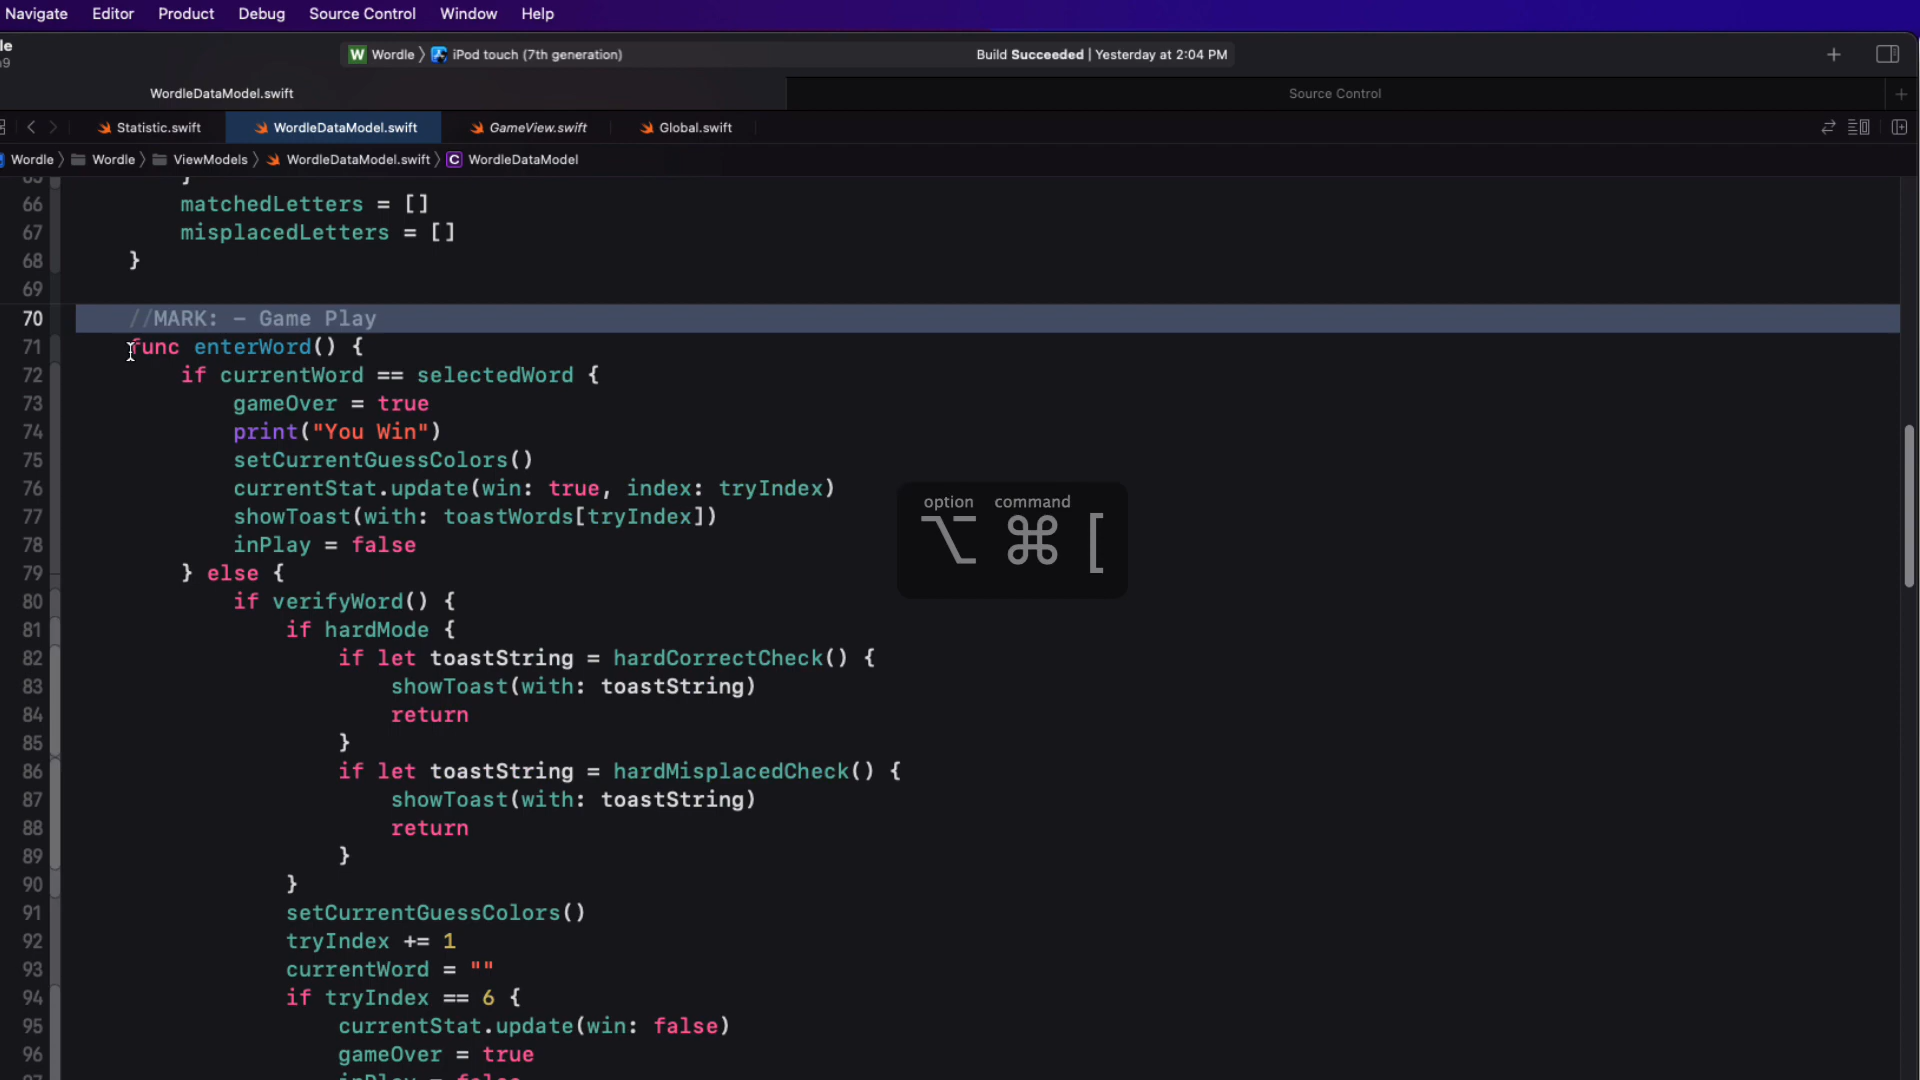 Navigate Editor Product Debug Source Control Window Help
le
Wordle 〉 iPod touch (7th generation) Build Succeeded | Yesterday at 2:04 PM
WordleDataModel.swift Source Control
Statistic.swift WordleDataModel.swift GameView.swift Global.swift
Wordle 〉 Wordle 〉 ViewModels 〉 WordleDataModel.swift 〉 C WordleDataModel
65 }
66 matchedLetters = []
67 misplacedLetters = []
68 }
69
70 //MARK: - Game Play
71 func enterWord() {
72 if currentWord == selectedWord {
73 gameOver = true
74 print("You Win")
75 setCurrentGuessColors()
76 currentStat.update(win: true, index: tryIndex)
77 showToast(with: toastWords[tryIndex])
78 inPlay = false
79 } else {
80 if verifyWord() {
81 if hardMode {
82 if let toastString = hardCorrectCheck() {
83 showToast(with: toastString)
84 return
85 }
86 if let toastString = hardMisplacedCheck() {
87 showToast(with: toastString)
88 return
89 }
90 }
91 setCurrentGuessColors()
92 tryIndex += 1
93 currentWord = ""
94 if tryIndex == 6 {
95 currentStat.update(win: false)
96 gameOver = true
97 inPlay = false
option command
⌥ ⌘ [